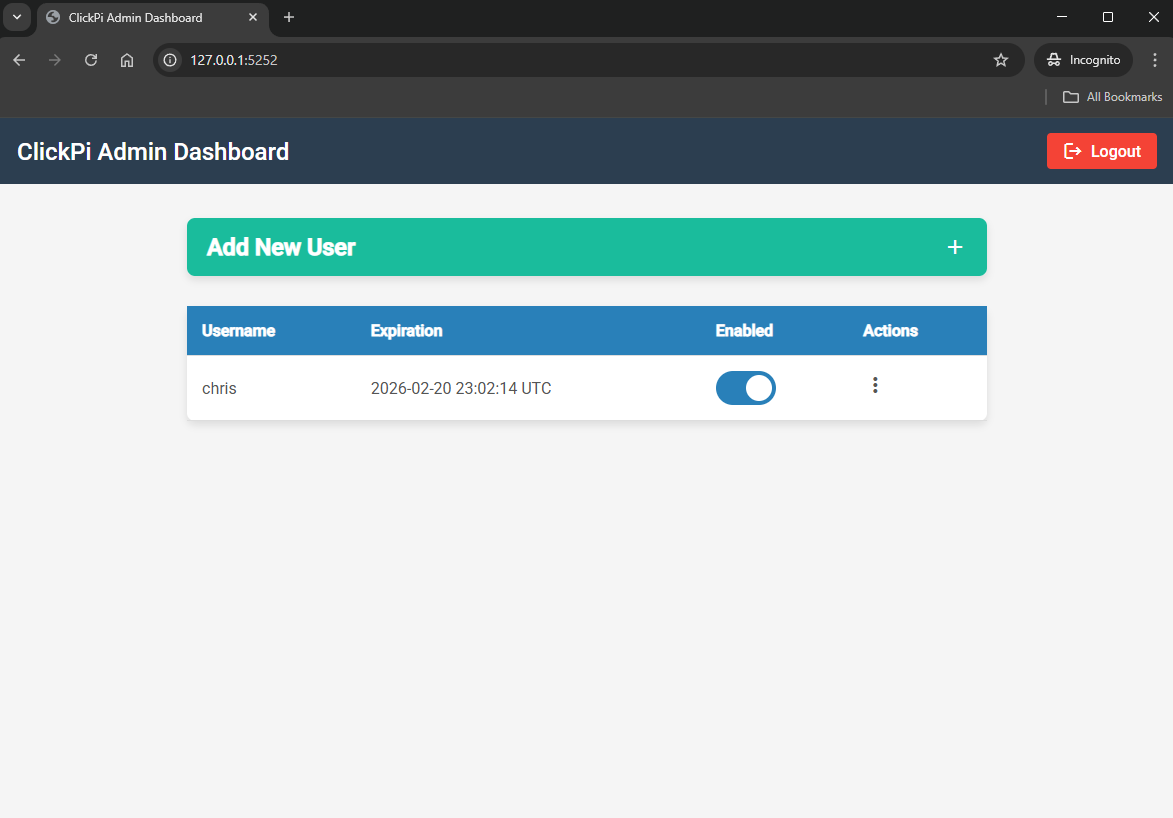 ClickPi Admin Dashboard
127.0.0.1:5252
Incognito
All Bookmarks
ClickPi Admin Dashboard
Logout
Add New User
Username Expiration Enabled Actions
chris 2026-02-20 23:02:14 UTC